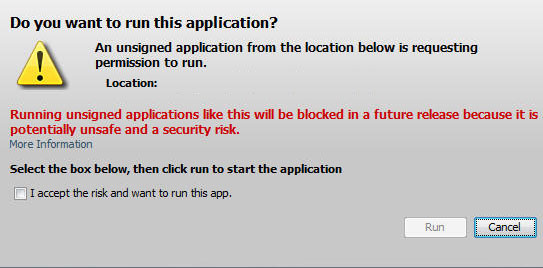 Do you want to run this application?
An unsigned application from the location below is requesting
permission to run.
Location:
Running unsigned applications like this will be blocked in a future release because it is
potentially unsafe and a security risk.
More Information
Select the box below, then click run to start the application
I accept the risk and want to run this app.
Run
Cancel